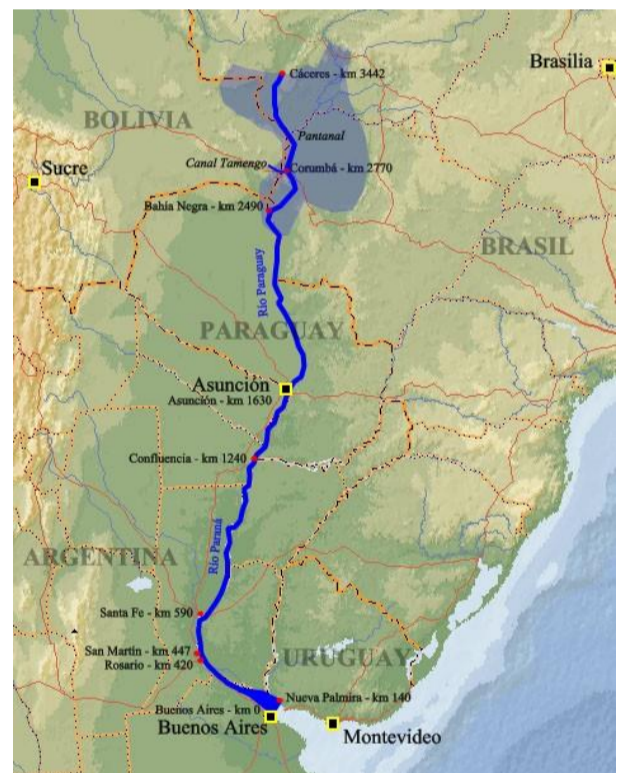 Brasilia
Cáceres - km 3442
BOLIVIA
Pantanal
Canal Tamengo
Corumbá - km 2770
Sucre
Bahía Negra - km 2490
BRASIL
Río Paraguay
PARAGUAY
Asunción
Asunción - km 1630
Confluencia - km 1240
Río Paraná
ARGENTINA
Santa Fe - km 590
San Martín - km 447
Rosario - km 420
URUGUAY
Nueva Palmira - km 140
Buenos Aires - km 0
Buenos Aires
Montevideo